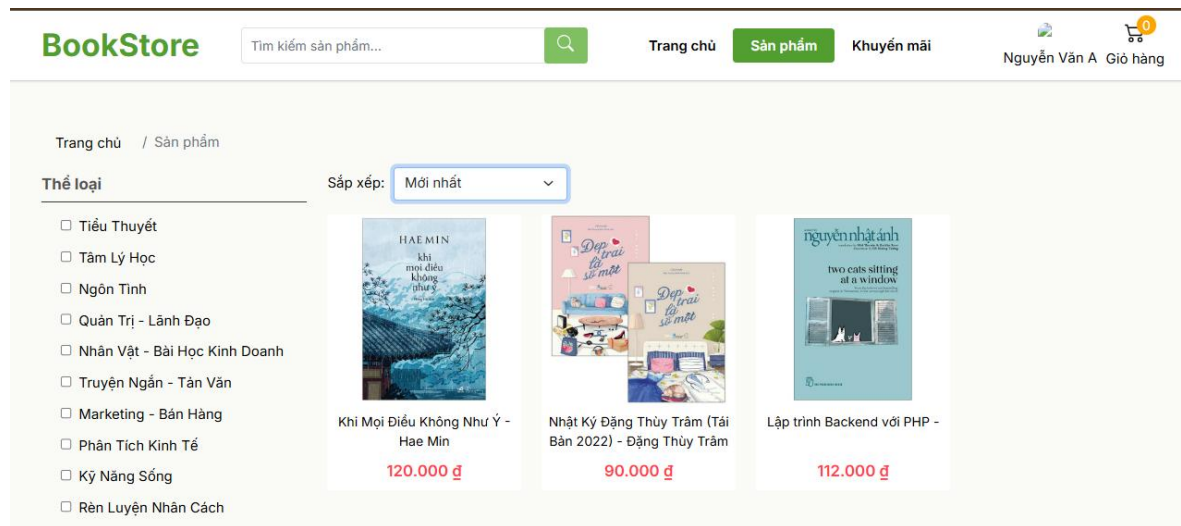 BookStore
Tìm kiếm sản phẩm...
Trang chủ
Sản phẩm
Khuyến mãi
Nguyễn Văn A
0
Giỏ hàng
Trang chủ / Sản phẩm
Thể loại
Tiểu Thuyết
Tâm Lý Học
Ngôn Tình
Quản Trị - Lãnh Đạo
Nhân Vật - Bài Học Kinh Doanh
Truyện Ngắn - Tản Văn
Marketing - Bán Hàng
Phân Tích Kinh Tế
Kỹ Năng Sống
Rèn Luyện Nhân Cách
Sắp xếp: Mới nhất
HAEMIN
khi
mọi điều
không
như ý
Khi Mọi Điều Không Như Ý -
Hae Min
120.000 ₫
Đẹp
trai
là
số một
Đẹp
trai
là
số một
Nhật Ký Đặng Thùy Trâm (Tái
Bản 2022) - Đặng Thùy Trâm
90.000 ₫
nguyễn nhật ánh
two cats sitting
at a window
Lập trình Backend với PHP -
112.000 ₫